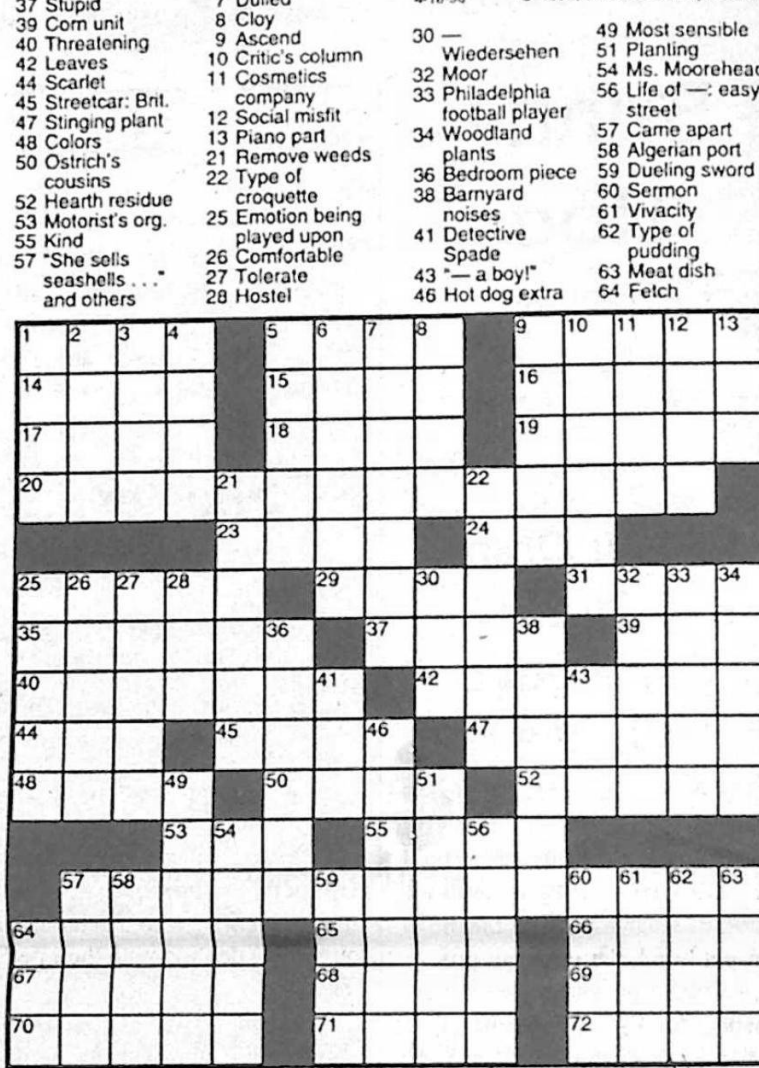 37 Stupid
39 Corn unit
40 Threatening
42 Leaves
44 Scarlet
45 Streetcar: Brit.
47 Stinging plant
48 Colors
50 Ostrich's
cousins
52 Hearth residue
53 Motorist's org.
55 Kind
57 "She sells
seashells . . ."
and others
7 Dulled
8 Cloy
9 Ascend
10 Critic's column
11 Cosmetics
company
12 Social misfit
13 Piano part
21 Remove weeds
22 Type of
croquette
25 Emotion being
played upon
26 Comfortable
27 Tolerate
28 Hostel
30 —
Wiedersehen
32 Moor
33 Philadelphia
football player
34 Woodland
plants
36 Bedroom piece
38 Barnyard
noises
41 Detective
Spade
43 "— a boy!"
46 Hot dog extra
49 Most sensible
51 Planting
54 Ms. Moorehead
56 Life of —: easy
street
57 Came apart
58 Algerian port
59 Dueling sword
60 Sermon
61 Vivacity
62 Type of
pudding
63 Meat dish
64 Fetch
1 2 3 4 5 6 7 8 9 10 11 12 13
14 15 16
17 18 19
20 21 22
23 24
25 26 27 28 29 30 31 32 33 34
35 36 37 38 39
40 41 42 43
44 45 46 47
48 49 50 51 52
53 54 55 56
57 58 59 60 61 62 63
64 65 66
67 68 69
70 71 72